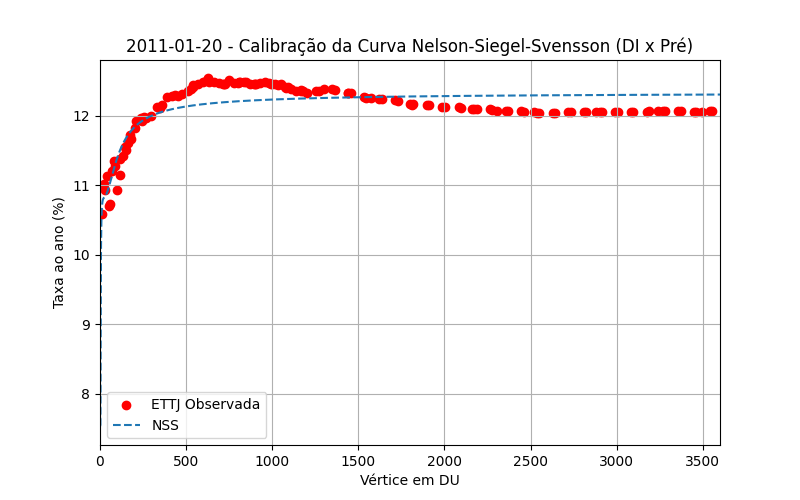 2011-01-20 - Calibração da Curva Nelson-Siegel-Svensson (DI x Pré)
Taxa ao ano (%)
12
11
10
9
8
ETTJ Observada
NSS
0 500 1000 1500 2000 2500 3000 3500
Vértice em DU